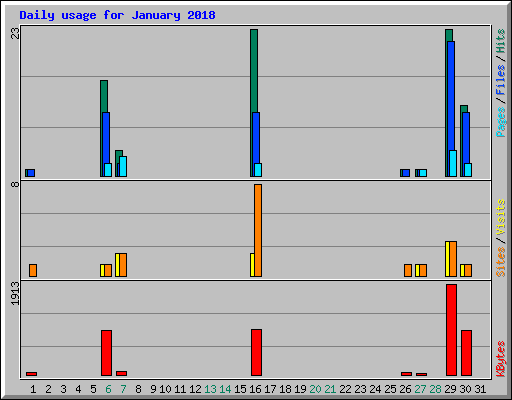 Daily usage for January 2018
23
Pages / Files / Hits
8
Sites / Visits
1913
KBytes
1 2 3 4 5 6 7 8 9 10 11 12 13 14 15 16 17 18 19 20 21 22 23 24 25 26 27 28 29 30 31